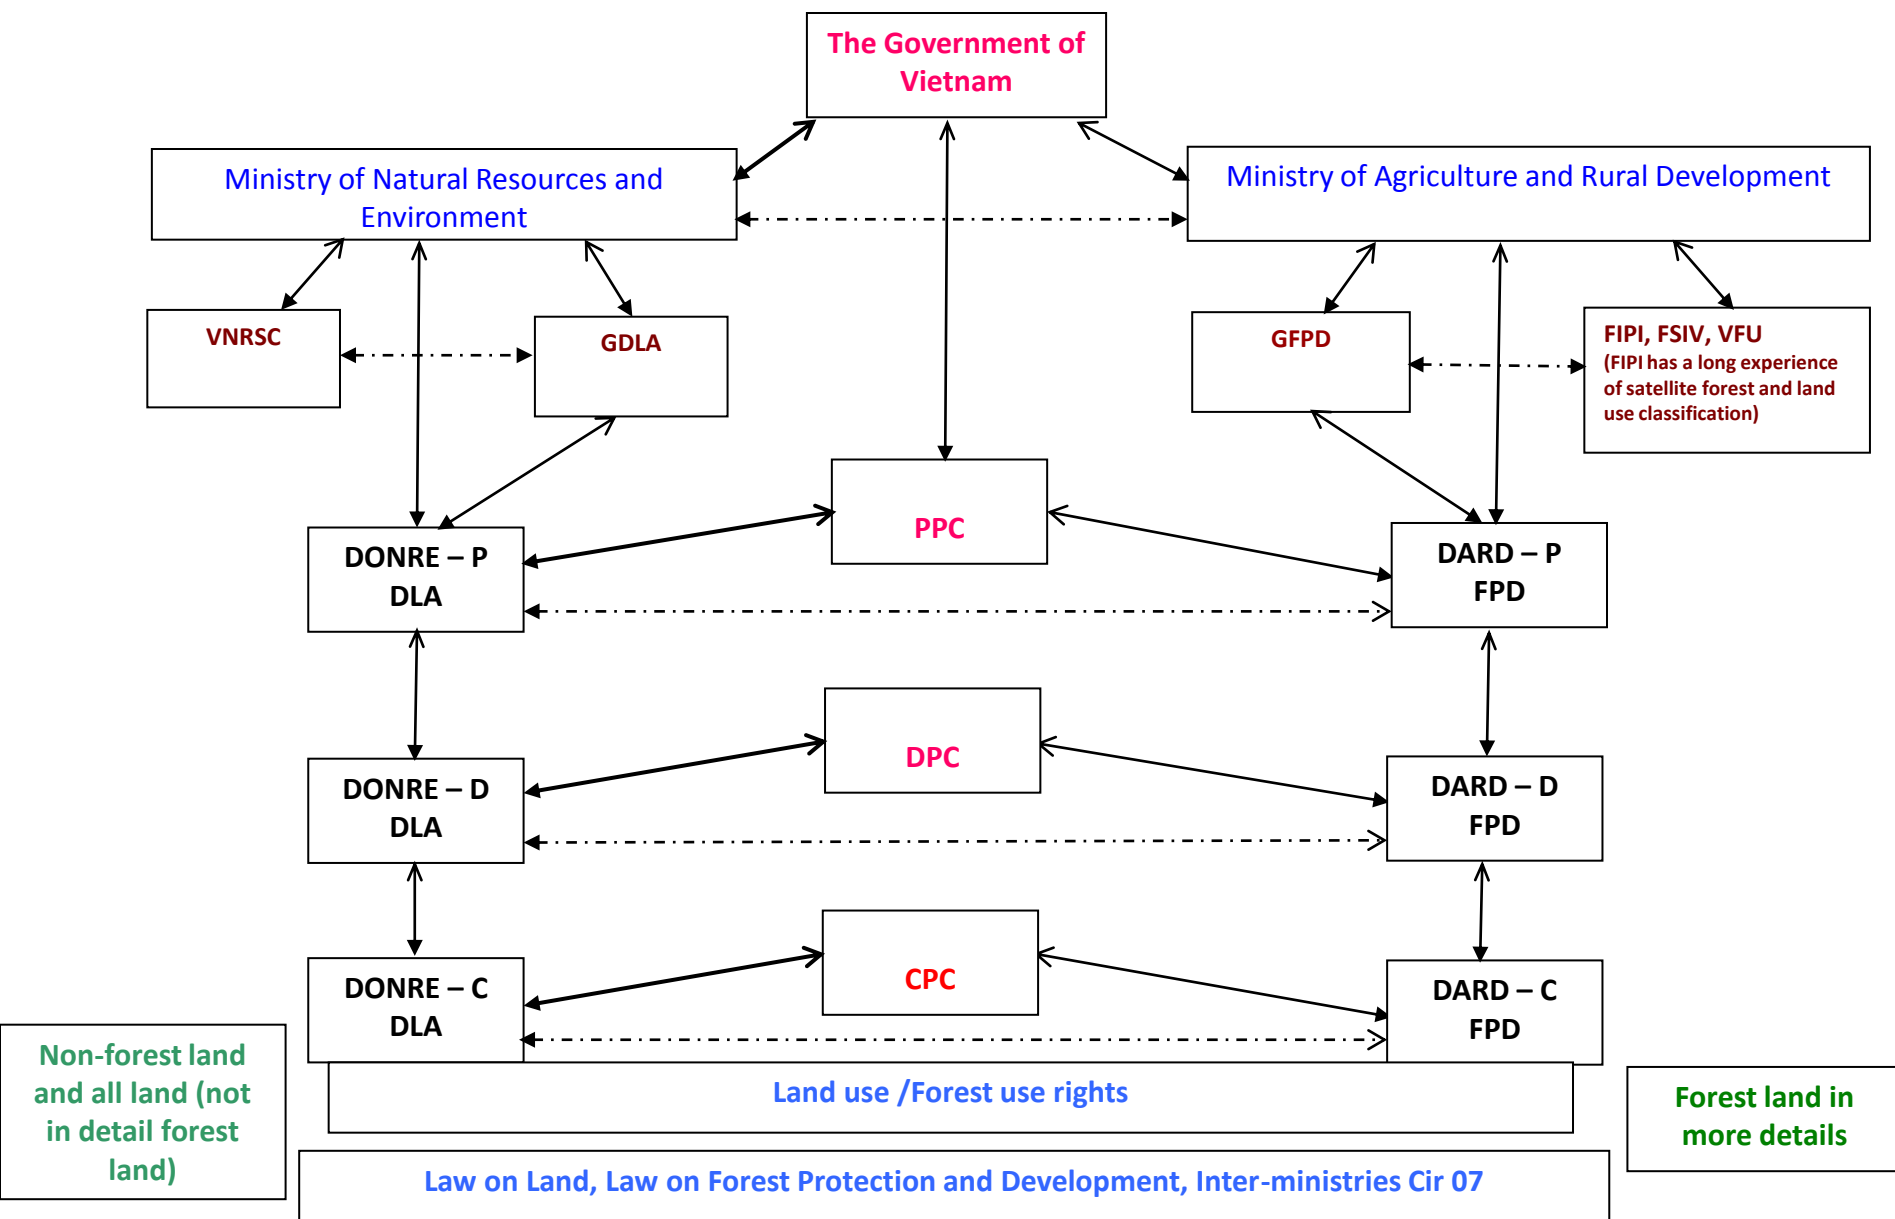 The Government of
Vietnam
Ministry of Natural Resources and
Environment
Ministry of Agriculture and Rural Development
VNRSC
GDLA
GFPD
FIPI, FSIV, VFU
(FIPI has a long experience
of satellite forest and land
use classification)
PPC
DONRE – P
DLA
DARD – P
FPD
DPC
DONRE – D
DLA
DARD – D
FPD
CPC
DONRE – C
DLA
DARD – C
FPD
Non-forest land
and all land (not
in detail forest
land)
Land use /Forest use rights
Forest land in
more details
Law on Land, Law on Forest Protection and Development, Inter-ministries Cir 07